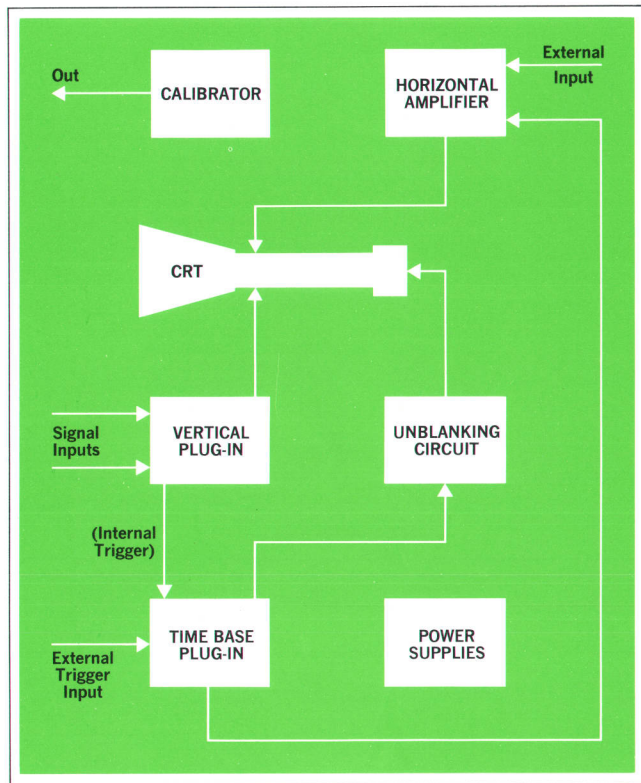 Out
CALIBRATOR
HORIZONTAL
AMPLIFIER
External
Input
CRT
Signal
Inputs
VERTICAL
PLUG-IN
UNBLANKING
CIRCUIT
(Internal
Trigger)
External
Trigger
Input
TIME BASE
PLUG-IN
POWER
SUPPLIES